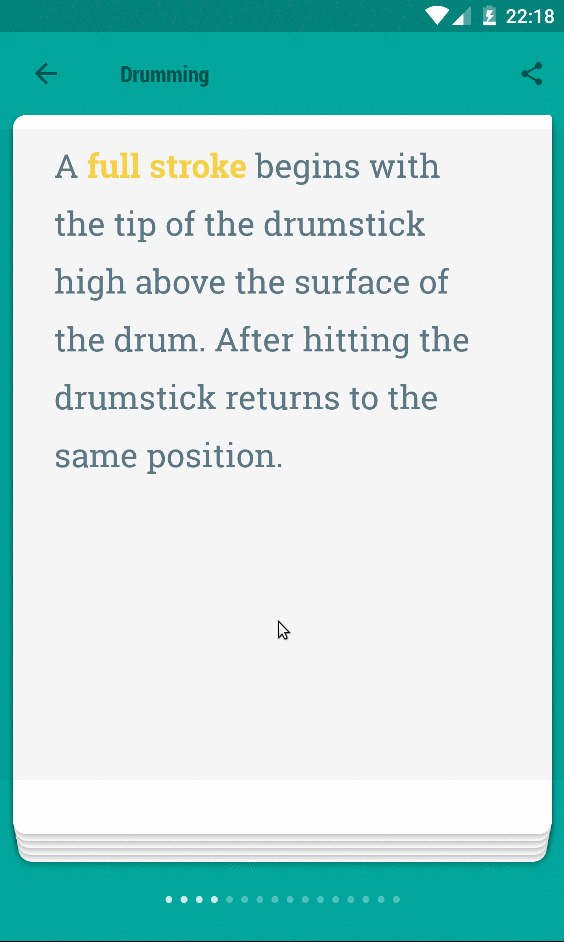 22:18
Drumming
A full stroke begins with
the tip of the drumstick
high above the surface of
the drum. After hitting the
drumstick returns to the
same position.